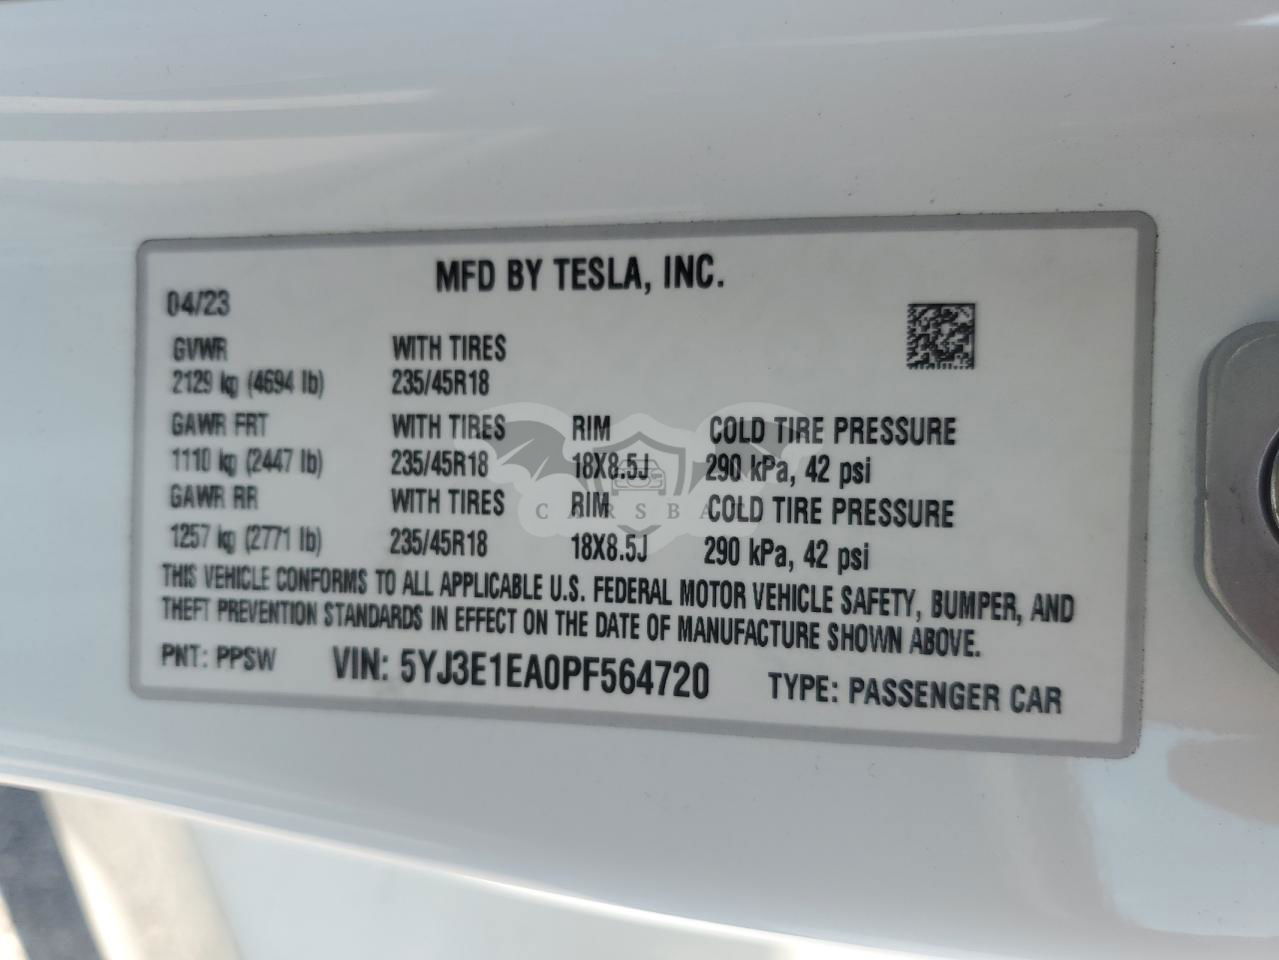 MFD BY TESLA, INC.
04/23
GVWR WITH TIRES
2129 kg (4694 lb) 235/45R18
GAWR FRT WITH TIRES RIM COLD TIRE PRESSURE
1110 kg (2447 lb) 235/45R18 18X8.5J 290 kPa, 42 psi
GAWR RR WITH TIRES RIM COLD TIRE PRESSURE
1257 kg (2771 lb) 235/45R18 18X8.5J 290 kPa, 42 psi
THIS VEHICLE CONFORMS TO ALL APPLICABLE U.S. FEDERAL MOTOR VEHICLE SAFETY, BUMPER, AND
THEFT PREVENTION STANDARDS IN EFFECT ON THE DATE OF MANUFACTURE SHOWN ABOVE.
PNT: PPSW VIN: 5YJ3E1EA0PF564720 TYPE: PASSENGER CAR